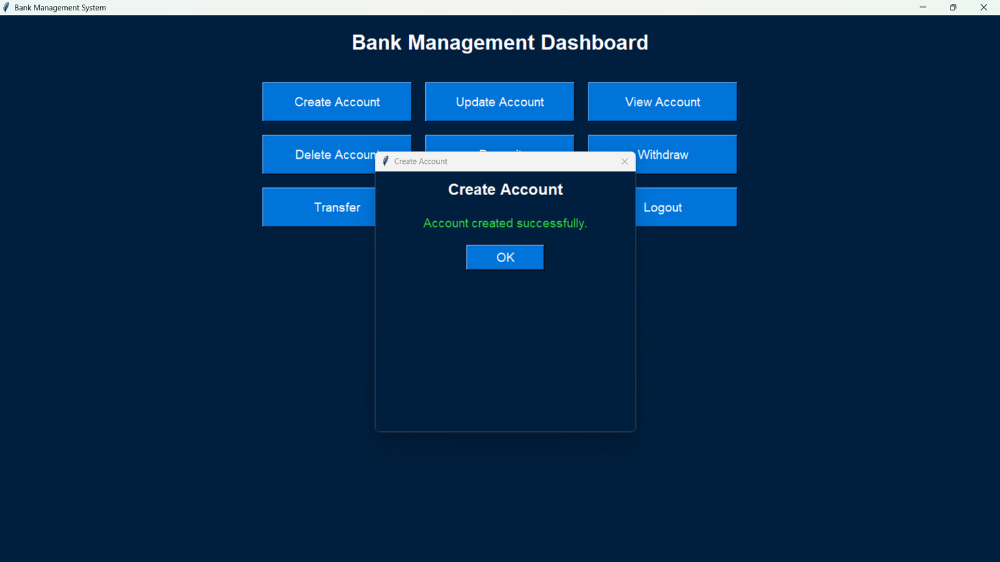 Bank Management System
Bank Management Dashboard
Create Account
Update Account
View Account
Delete Account
Withdraw
Transfer
Logout
Create Account
Create Account
Account created successfully.
OK